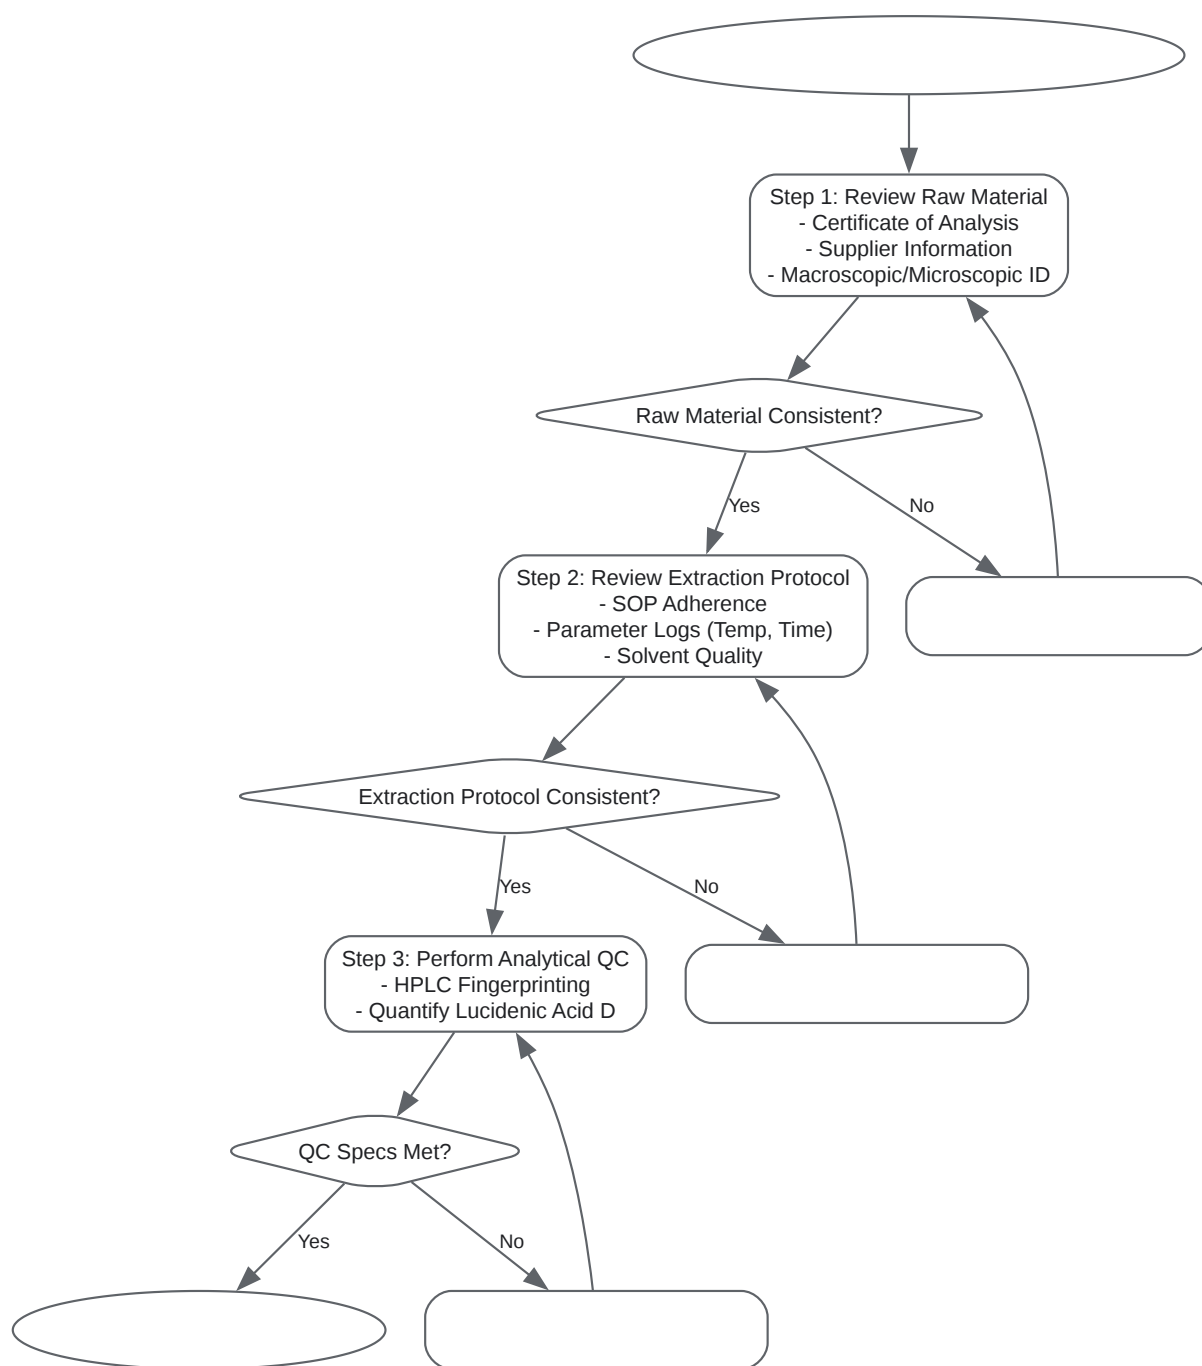 Step 1: Review Raw Material
- Certificate of Analysis
- Supplier Information
- Macroscopic/Microscopic ID
Raw Material Consistent?
Yes
No
Step 2: Review Extraction Protocol
- SOP Adherence
- Parameter Logs (Temp, Time)
- Solvent Quality
Extraction Protocol Consistent?
Yes
No
Step 3: Perform Analytical QC
- HPLC Fingerprinting
- Quantify Lucidenic Acid D
QC Specs Met?
Yes
No